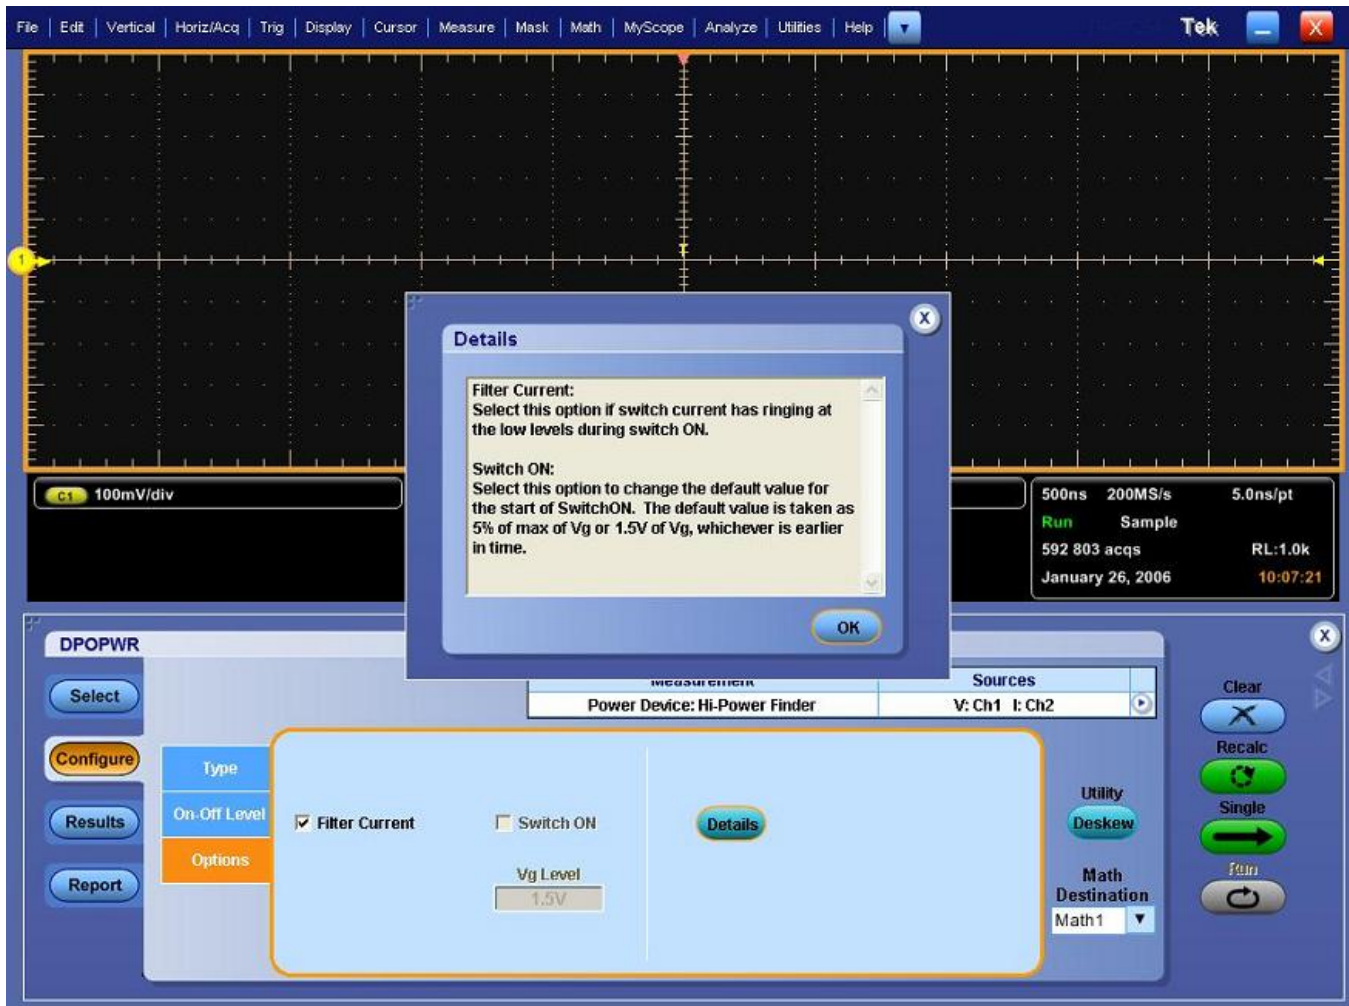 File | Edit | Vertical | Horiz/Acq | Trig | Display | Cursor | Measure | Mask | Math | MyScope | Analyze | Utilities | Help | Tek X
1
T
X
Details
Filter Current:
Select this option if switch current has ringing at
the low levels during switch ON.
Switch ON:
Select this option to change the default value for
the start of SwitchON. The default value is taken as
5% of max of Vg or 1.5V of Vg, whichever is earlier
in time.
OK
C1 100mV/div
500ns 200MS/s 5.0ns/pt
Run Sample
592 803 acqs RL:1.0k
January 26, 2006 10:07:21
DPOPWR
X
Select
Configure
Results
Report
Measurement Sources
Power Device: Hi-Power Finder V: Ch1 I: Ch2
Type
On-Off Level
Options
Filter Current
Switch ON
Vg Level
1.5V
Details
Utility
Deskew
Math
Destination
Math1
Clear
Recalc
Single
Run